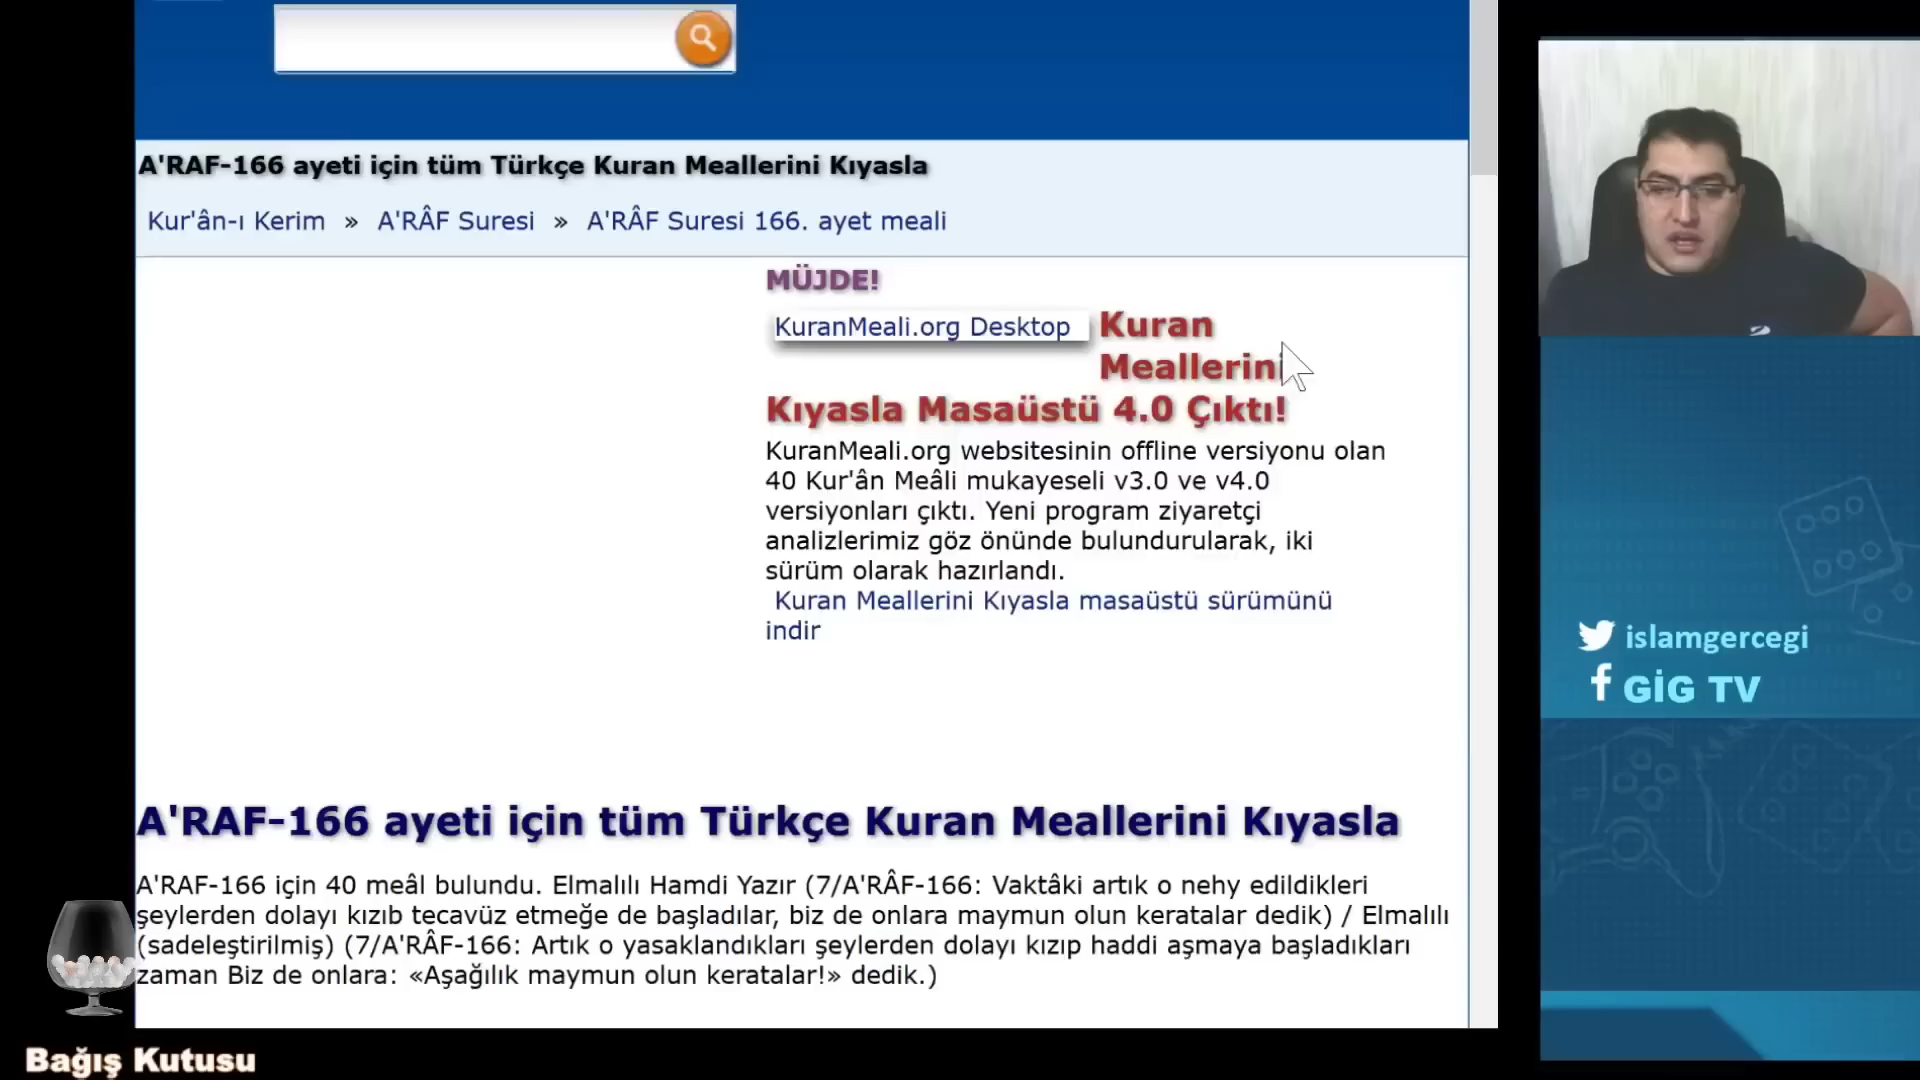 A'RAF-166 ayeti için tüm Türkçe Kuran Meallerini Kıyasla
Kur'ân-ı Kerim » A'RÂF Suresi » A'RÂF Suresi 166. ayet meali
MÜJDE!
KuranMeali.org Desktop Kuran
Meallerini
Kıyasla Masaüstü 4.0 Çıktı!
KuranMeali.org websitesinin offline versiyonu olan
40 Kur'ân Meâli mukayeseli v3.0 ve v4.0
versiyonları çıktı. Yeni program ziyaretçi
analizlerimiz göz önünde bulundurularak, iki
sürüm olarak hazırlandı.
Kuran Meallerini Kıyasla masaüstü sürümünü
indir
A'RAF-166 ayeti için tüm Türkçe Kuran Meallerini Kıyasla
A'RAF-166 için 40 meâl bulundu. Elmalılı Hamdi Yazır (7/A'RÂF-166: Vaktâki artık o nehy edildikleri
şeylerden dolayı kızıb tecavüz etmeğe de başladılar, biz de onlara maymun olun keratalar dedik) / Elmalılı
(sadeleştirilmiş) (7/A'RÂF-166: Artık o yasaklandıkları şeylerden dolayı kızıp haddi aşmaya başladıkları
zaman Biz de onlara: «Aşağılık maymun olun keratalar!» dedik.)
islamgercegi
GİG TV
Bağış Kutusu